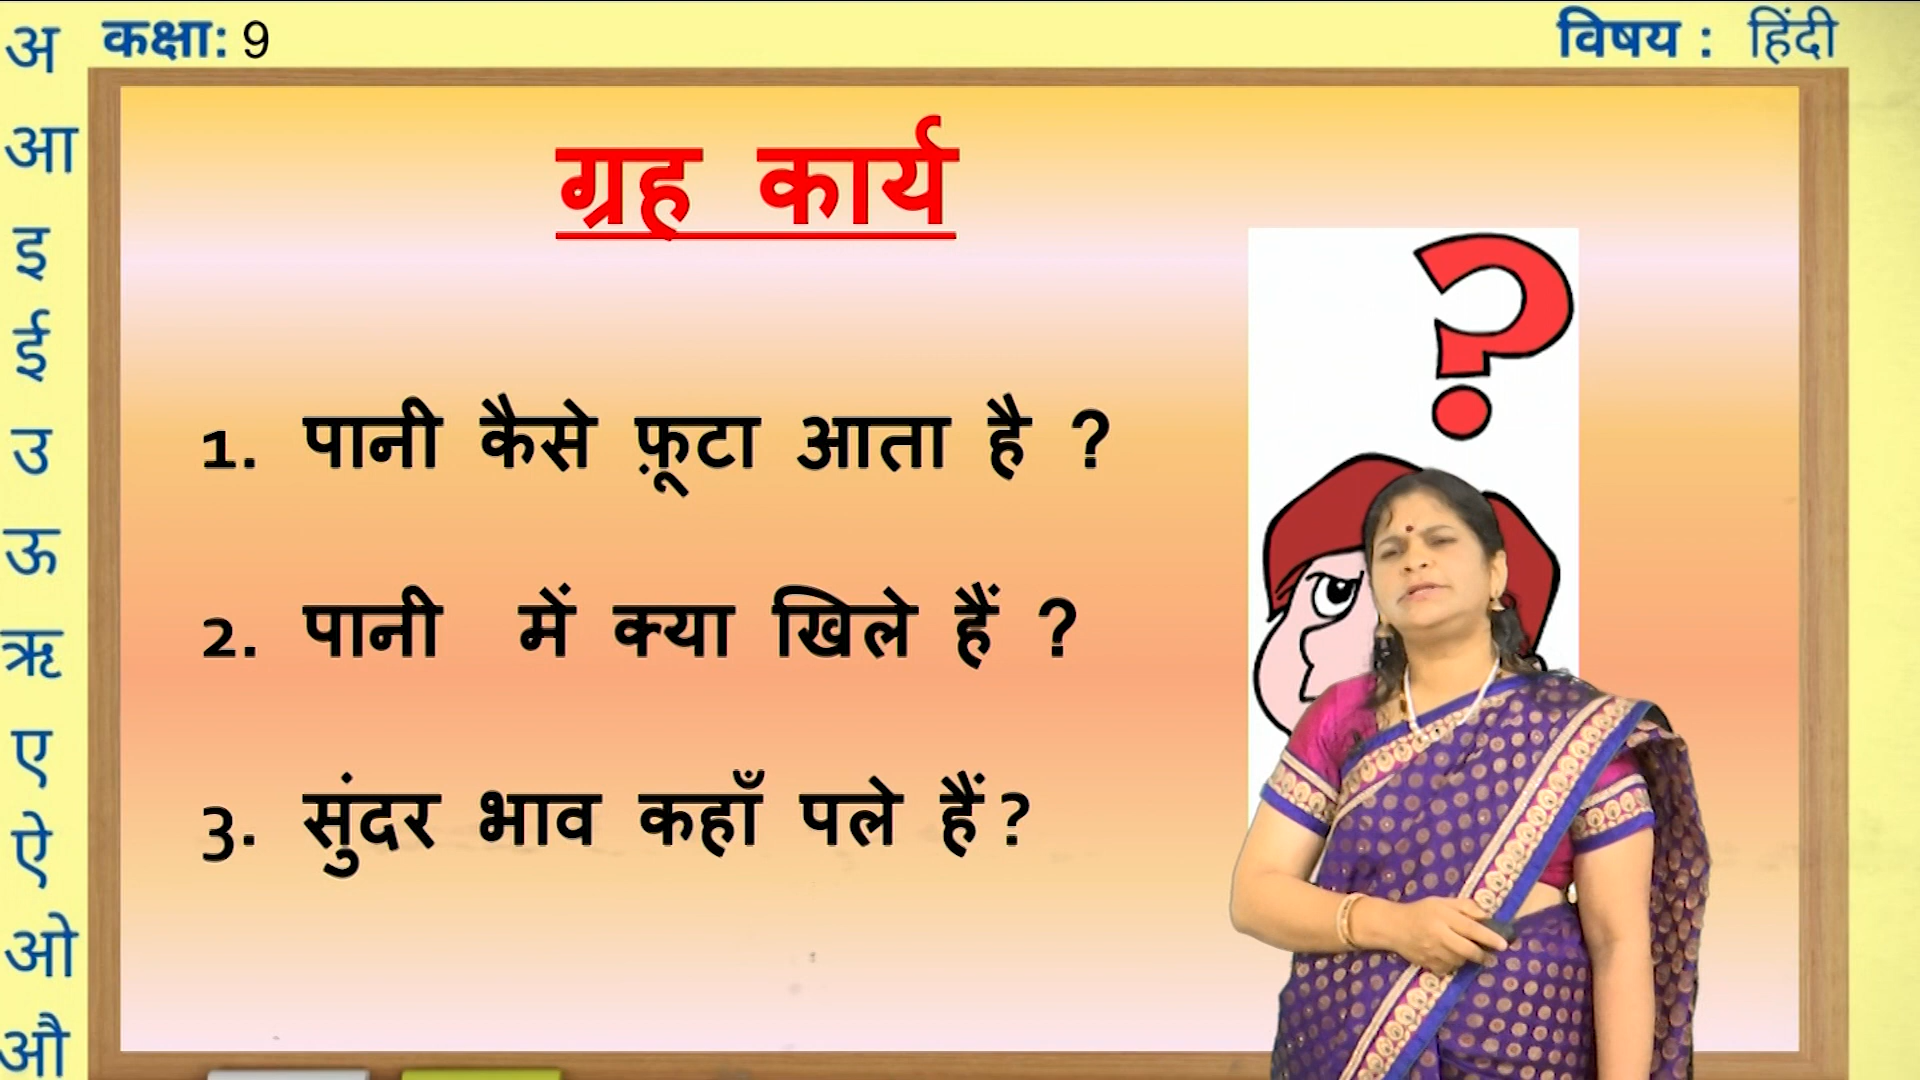 कक्षा: 9
विषय : हिंदी
अ
आ
इ
ई
उ
ऊ
ऋ
ए
ऐ
ओ
औ
ग्रह कार्य
1. पानी कैसे फ़ूटा आता है ?
2. पानी में क्या खिले हैं ?
3. सुंदर भाव कहाँ पले हैं?
?